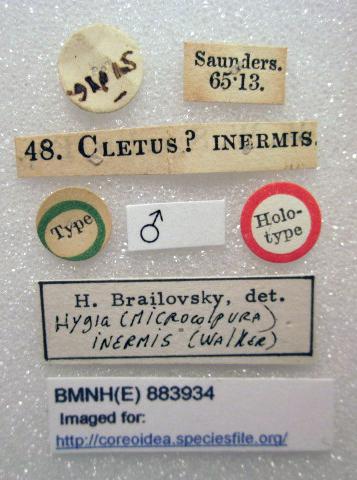 Saunders.
65·13.
48. CLETUS? INERMIS.
Type
♂
Holo-
type
H. Brailovsky, det.
Hygia (Microcolpura)
inermis (Walker)
BMNH(E) 883934
Imaged for:
http://coreoidea.speciesfile.org/